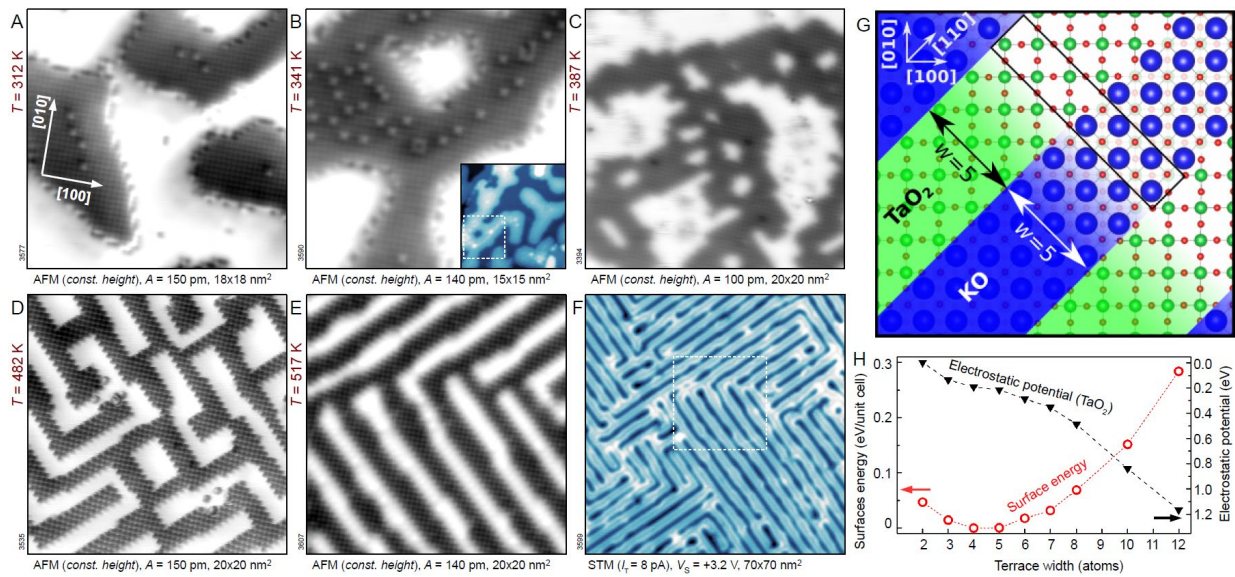 A
T = 312 K
[010]
[100]
3577
AFM (const. height), A = 150 pm, 18x18 nm²
B
T = 341 K
3590
AFM (const. height), A = 140 pm, 15x15 nm²
C
T = 387 K
3394
AFM (const. height), A = 100 pm, 20x20 nm²
D
T = 482 K
3535
AFM (const. height), A = 150 pm, 20x20 nm²
E
T = 517 K
3607
AFM (const. height), A = 140 pm, 20x20 nm²
F
3599
STM (I_T = 8 pA), V_S = +3.2 V, 70x70 nm²
G
[010]
[110]
[100]
w=5
TaO₂
w=5
KO
H
Surfaces energy (eV/unit cell)
0.3
0.2
0.1
0
Electrostatic potential (TaO₂)
Surface energy
0.0
0.2
0.4
0.6
0.8
1.0
1.2
Electrostatic potential (eV)
2 3 4 5 6 7 8 10 12
Terrace width (atoms)